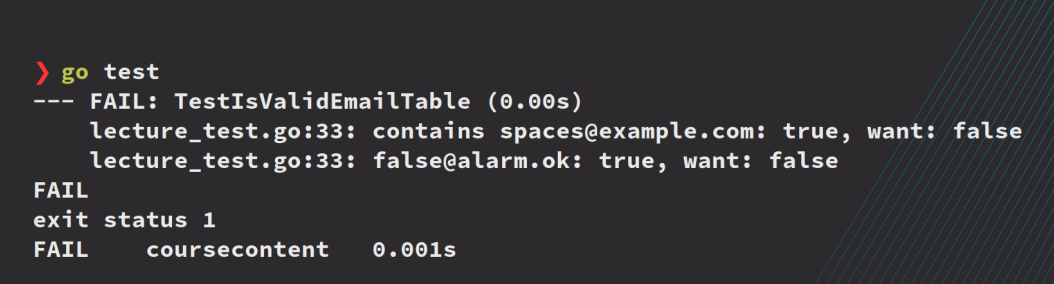 ❯ go test
--- FAIL: TestIsValidEmailTable (0.00s)
    lecture_test.go:33: contains spaces@example.com: true, want: false
    lecture_test.go:33: false@alarm.ok: true, want: false
FAIL
exit status 1
FAIL    coursecontent   0.001s